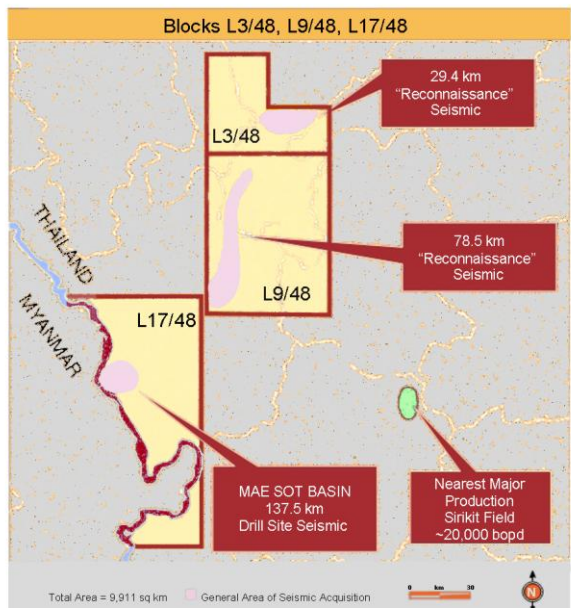 Blocks L3/48, L9/48, L17/48
29.4 km
“Reconnaissance”
Seismic
L3/48
78.5 km
“Reconnaissance”
Seismic
L9/48
THAILAND
MYANMAR
L17/48
MAE SOT BASIN
137.5 km
Drill Site Seismic
Nearest Major
Production
Sirikit Field
~20,000 bopd
Total Area = 9,911 sq km
General Area of Seismic Acquisition
0 km 30
N